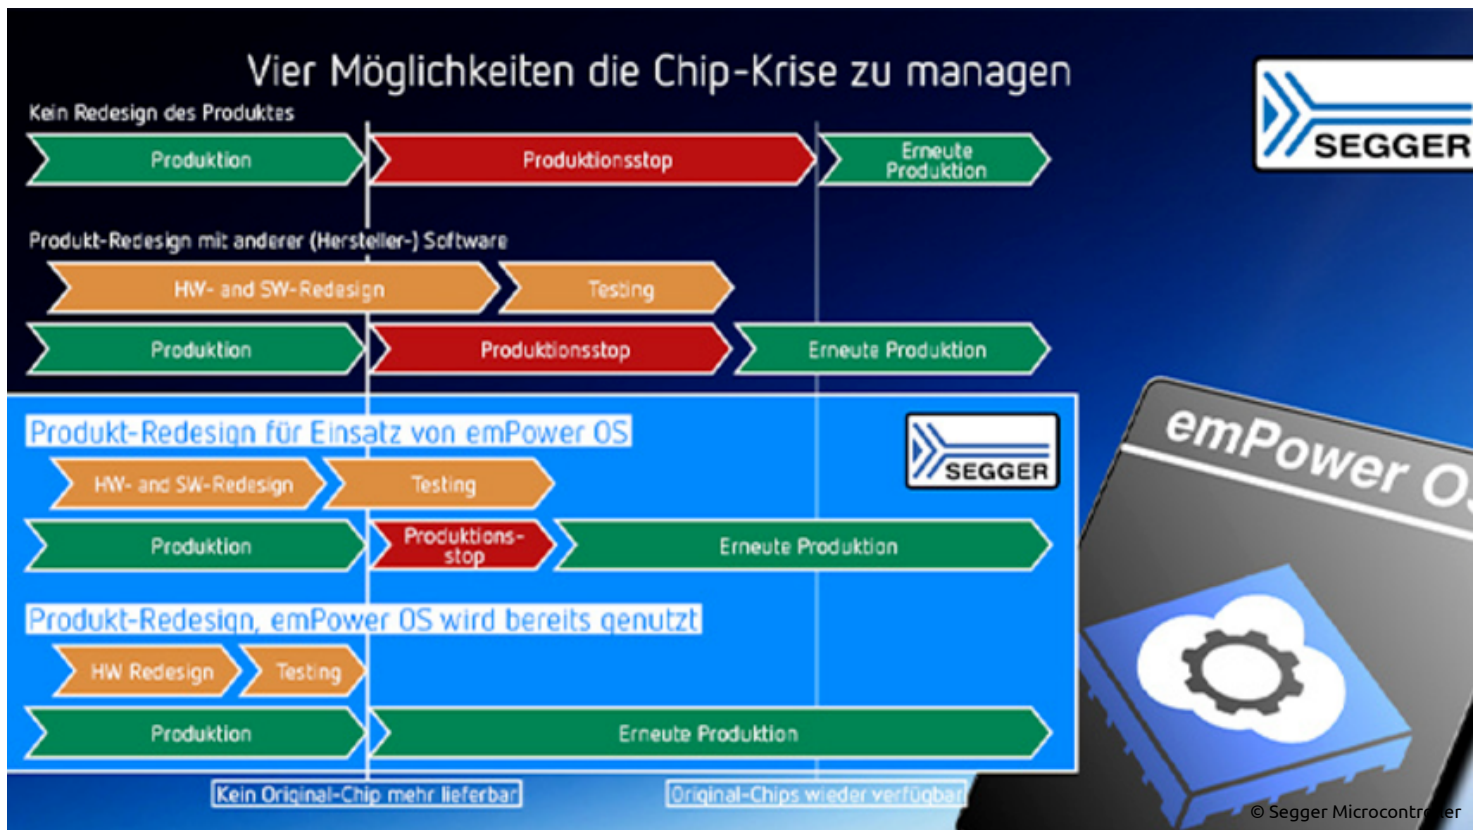 Vier Möglichkeiten die Chip-Krise zu managen
SEGGER
Kein Redesign des Produktes
Produktion
Produktionsstop
Erneute
Produktion
Produkt-Redesign mit anderer (Hersteller-) Software
HW- and SW-Redesign
Testing
Produktion
Produktionsstop
Erneute Produktion
Produkt-Redesign für Einsatz von emPower OS
SEGGER
HW- and SW-Redesign
Testing
Produktion
Produktions-
stop
Erneute Produktion
Produkt-Redesign, emPower OS wird bereits genutzt
HW Redesign
Testing
Produktion
Erneute Produktion
Kein Original-Chip mehr lieferbar
Original-Chips wieder verfügbar
emPower OS
© Segger Microcontroller